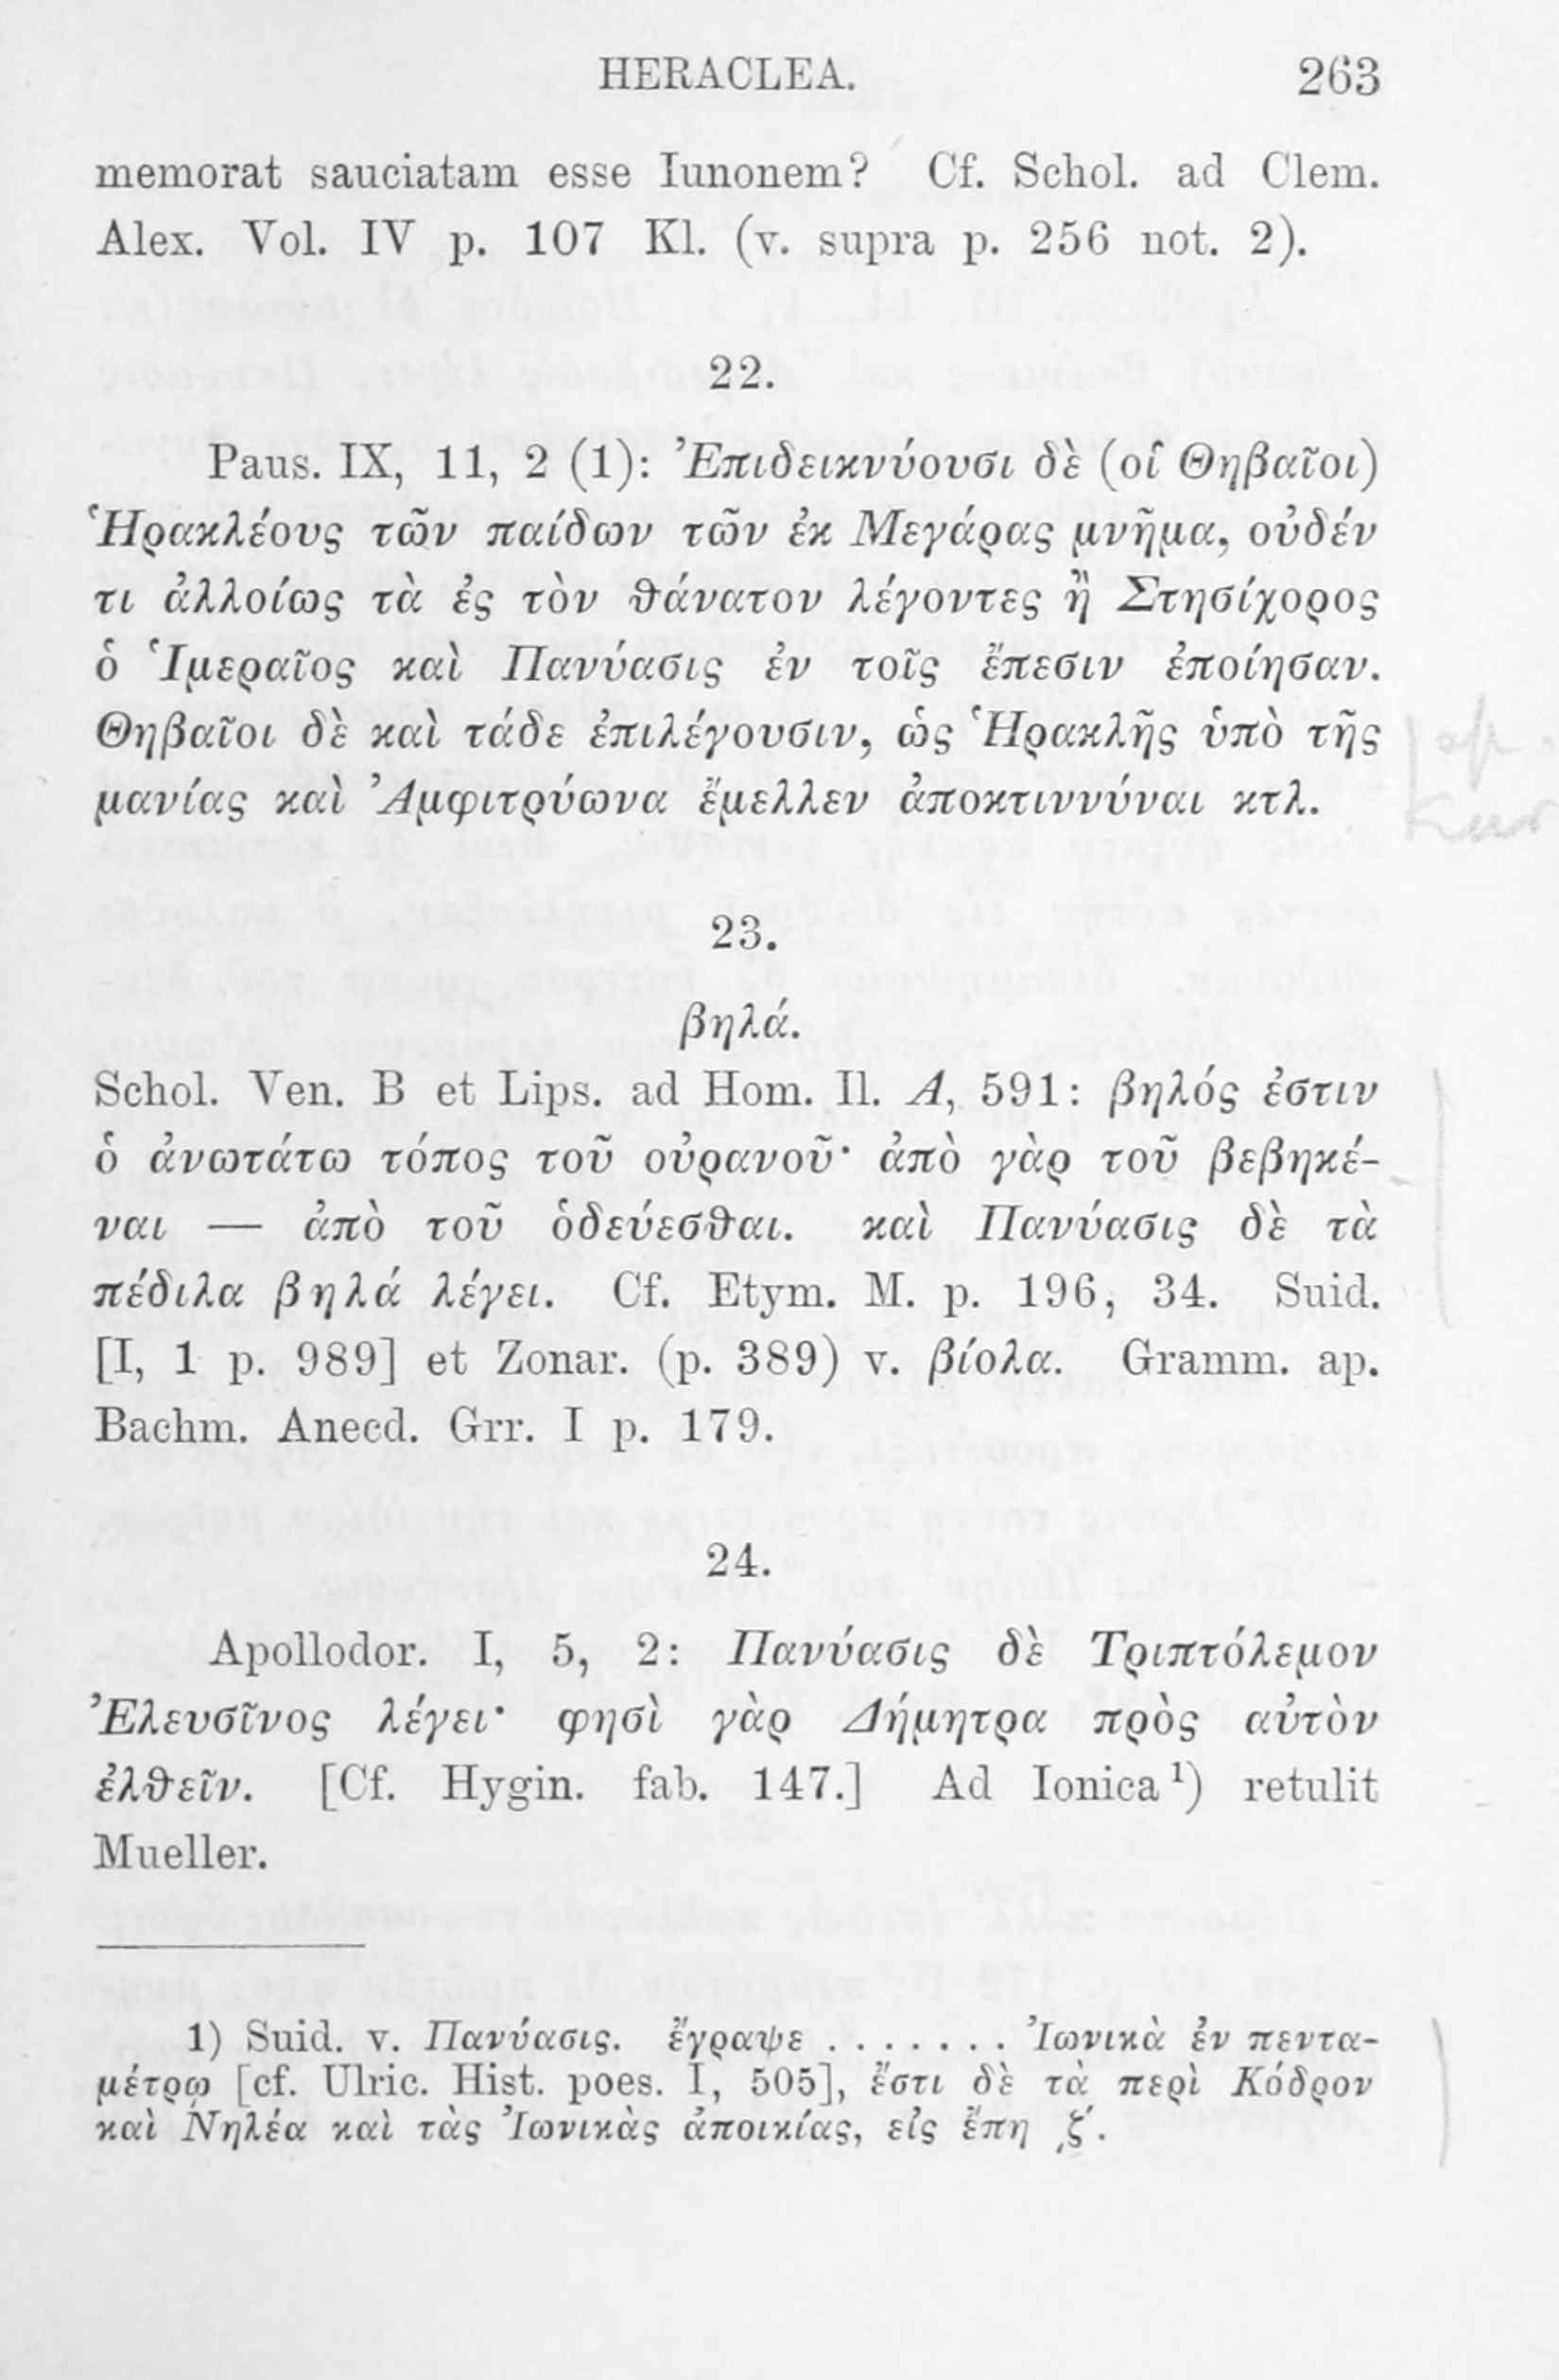 HERACLEA. 263
memorat sauciatam esse Iunonem? Cf. Schol. ad Clem.
Alex. Vol. IV p. 107 Kl. (v. supra p. 256 not. 2).
22.
Paus. IX, 11, 2 (1): Ἐπιδεικνύουσι δὲ (οἱ Θηβαῖοι)
Ἡρακλέους τῶν παίδων τῶν ἐκ Μεγάρας μνῆμα, οὐδέν
τι ἀλλοίως τὰ ἐς τὸν θάνατον λέγοντες ἢ Στησίχορος
ὁ Ἱμεραῖος καὶ Πανύασις ἐν τοῖς ἔπεσιν ἐποίησαν.
Θηβαῖοι δὲ καὶ τάδε ἐπιλέγουσιν, ὡς Ἡρακλῆς ὑπὸ τῆς
μανίας καὶ Ἀμφιτρύωνα ἔμελλεν ἀποκτιννύναι κτλ.
23.
βηλά.
Schol. Ven. B et Lips. ad Hom. Il. Α, 591: βηλός ἐστιν
ὁ ἀνωτάτω τόπος τοῦ οὐρανοῦ· ἀπὸ γὰρ τοῦ βεβηκέ-
ναι — ἀπὸ τοῦ ὁδεύεσθαι. καὶ Πανύασις δὲ τὰ
πέδιλα βηλά λέγει. Cf. Etym. M. p. 196, 34. Suid.
[I, 1 p. 989] et Zonar. (p. 389) v. βίολα. Gramm. ap.
Bachm. Anecd. Grr. I p. 179.
24.
Apollodor. I, 5, 2: Πανύασις δὲ Τριπτόλεμον
Ἐλευσῖνος λέγει· φησὶ γὰρ Δήμητρα πρὸς αὐτὸν
ἐλθεῖν. [Cf. Hygin. fab. 147.] Ad Ionica¹) retulit
Mueller.
1) Suid. v. Πανύασις. ἔγραψε . . . . . . . Ἰωνικὰ ἐν πεντα-
μέτρῳ [cf. Ulric. Hist. poes. I, 505], ἔστι δὲ τὰ περὶ Κόδρον
καὶ Νηλέα καὶ τὰς Ἰωνικὰς ἀποικίας, εἰς ἔπη ͵ζ΄.